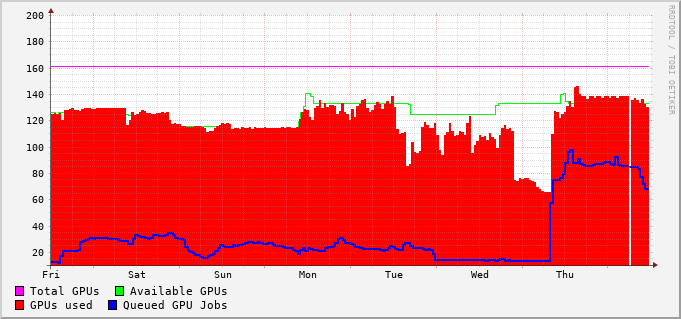 200
180
160
140
120
100
80
60
40
20
Fri Sat Sun Mon Tue Wed Thu
Total GPUs Available GPUs
GPUs used Queued GPU Jobs
RRDTOOL / TOBI OETIKER